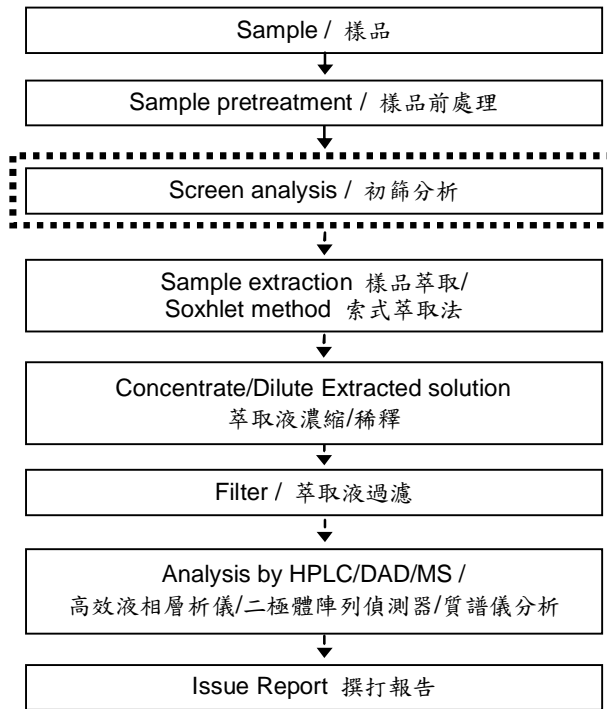 Sample / 樣品
Sample pretreatment / 樣品前處理
Screen analysis / 初篩分析
Sample extraction 樣品萃取/
Soxhlet method 索式萃取法
Concentrate/Dilute Extracted solution
萃取液濃縮/稀釋
Filter / 萃取液過濾
Analysis by HPLC/DAD/MS /
高效液相層析儀/二極體陣列偵測器/質譜儀分析
Issue Report 撰打報告